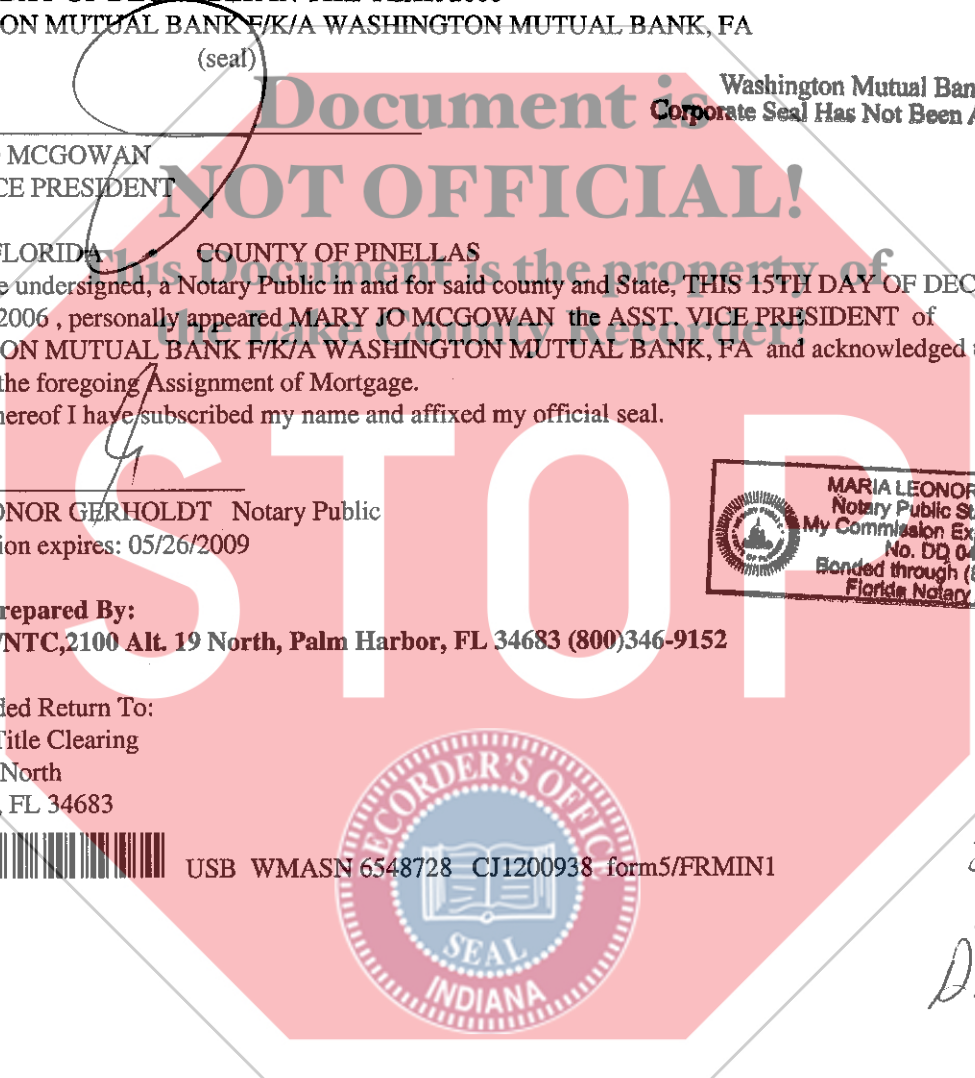 ON MUTUAL BANK F/K/A WASHINGTON MUTUAL BANK, FA
(seal)
Washington Mutual Ban
Corporate Seal Has Not Been A
MCGOWAN
CE PRESIDENT
Document is
NOT OFFICIAL!
This Document is the property of
the Lake County Recorder!
FLORIDA COUNTY OF PINELLAS
e undersigned, a Notary Public in and for said county and State, THIS 15TH DAY OF DEC
2006 , personally appeared MARY JO MCGOWAN the ASST. VICE PRESIDENT of
ON MUTUAL BANK F/K/A WASHINGTON MUTUAL BANK, FA and acknowledged t
the foregoing Assignment of Mortgage.
hereof I have subscribed my name and affixed my official seal.
STOP
ONOR GERHOLDT Notary Public
ion expires: 05/26/2009
MARIA LEONOR
Notary Public St
My Commission Ex
No. DD 04
Bonded through (8
Florida Notary
repared By:
/NTC,2100 Alt. 19 North, Palm Harbor, FL 34683 (800)346-9152
ded Return To:
Title Clearing
North
, FL 34683
USB WMASN 6548728 CJ1200938 form5/FRMIN1
RECORDER'S OFFICE
SEAL
INDIANA